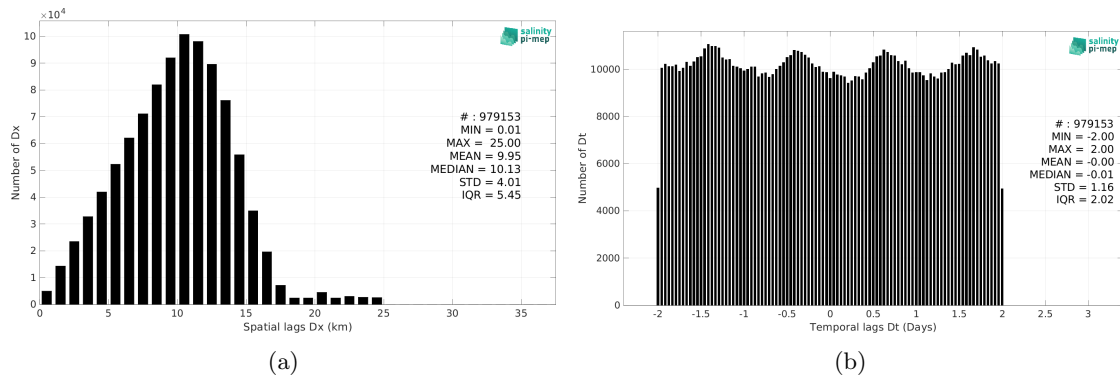 ×10⁴
10
9
8
7
6
5
4
3
2
1
0
Number of Dx
0 5 10 15 20 25 30 35
Spatial lags Dx (km)
salinity
pi-mep
# : 979153
MIN = 0.01
MAX = 25.00
MEAN = 9.95
MEDIAN = 10.13
STD = 4.01
IQR = 5.45
(a)
10000
8000
6000
4000
2000
0
Number of Dt
-2 -1.5 -1 -0.5 0 0.5 1 1.5 2 2.5 3
Temporal lags Dt (Days)
salinity
pi-mep
# : 979153
MIN = -2.00
MAX = 2.00
MEAN = -0.00
MEDIAN = -0.01
STD = 1.16
IQR = 2.02
(b)